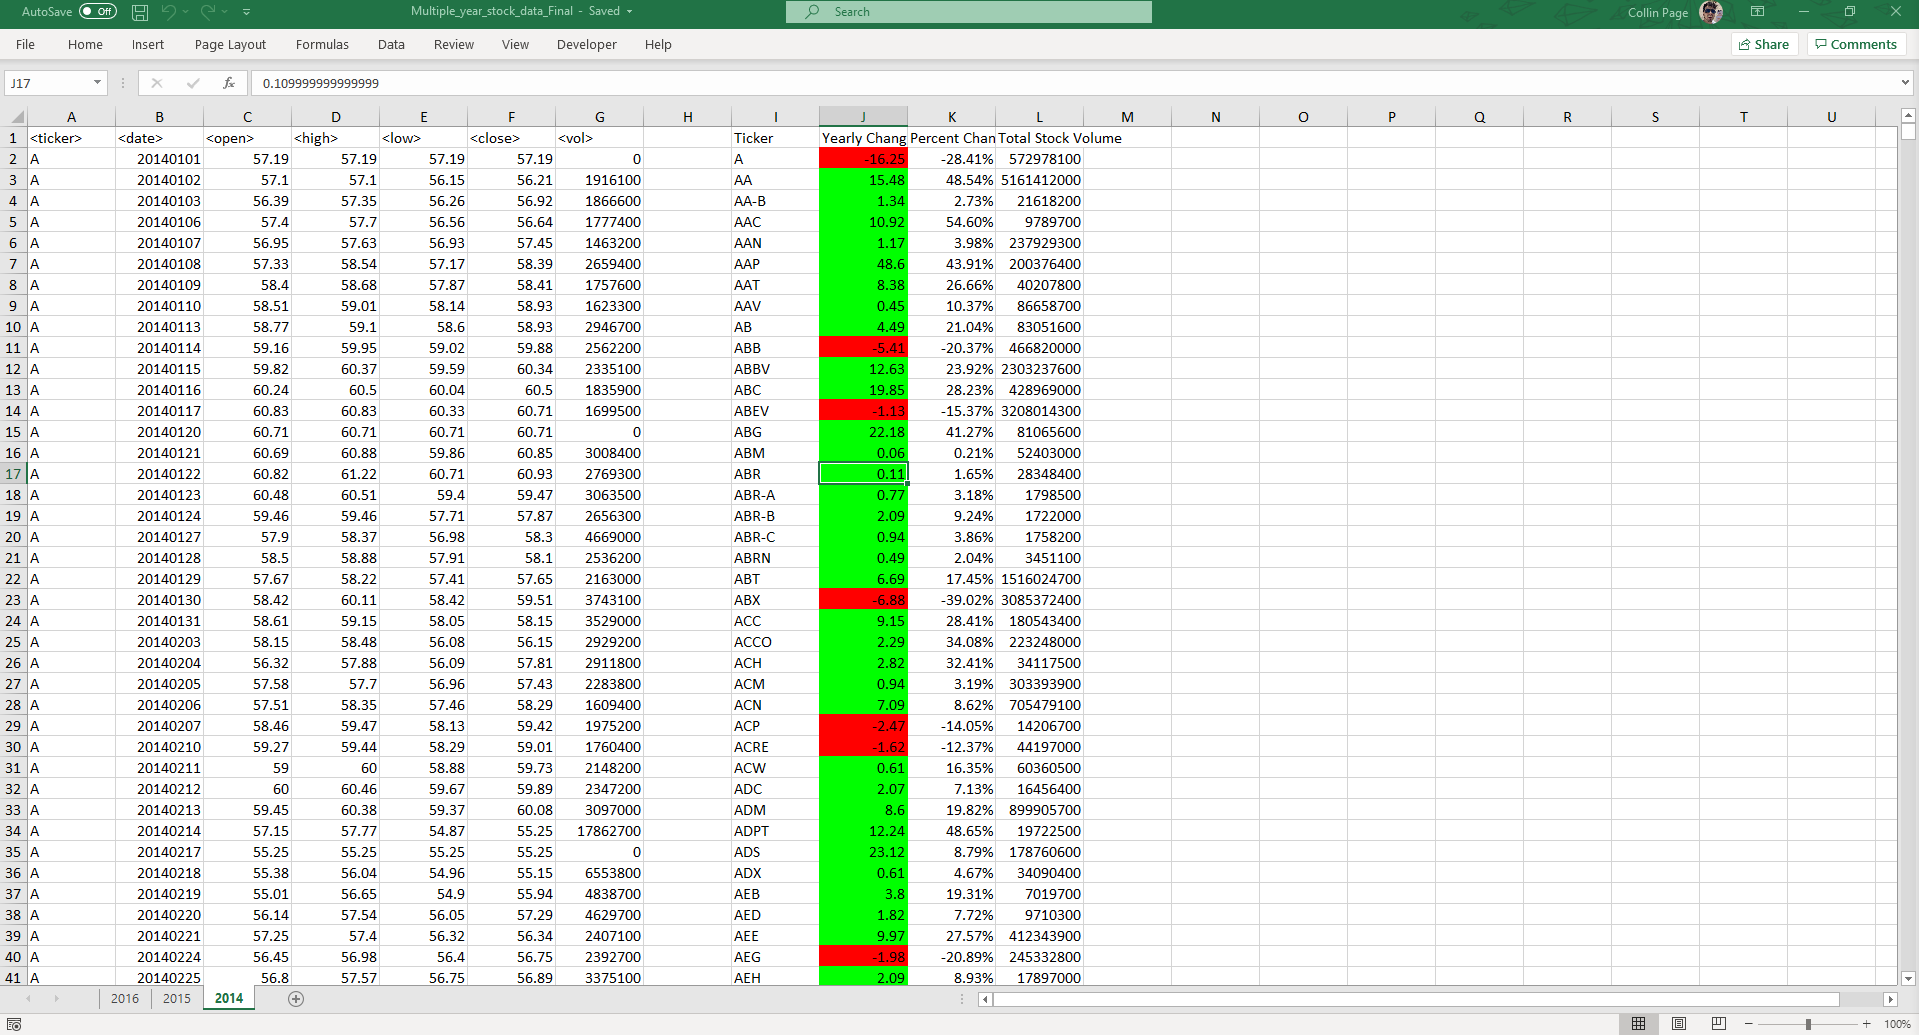 AutoSave Off Multiple_year_stock_data_Final - Saved Search Collin Page
File Home Insert Page Layout Formulas Data Review View Developer Help Share Comments
J17 fx 0.109999999999999
A B C D E F G H I J K L M N O P Q R S T U
1 <ticker> <date> <open> <high> <low> <close> <vol> Ticker Yearly Chang Percent Chan Total Stock Volume
2 A 20140101 57.19 57.19 57.19 57.19 0 A -16.25 -28.41% 572978100
3 A 20140102 57.1 57.1 56.15 56.21 1916100 AA 15.48 48.54% 5161412000
4 A 20140103 56.39 57.35 56.26 56.92 1866600 AA-B 1.34 2.73% 21618200
5 A 20140106 57.4 57.7 56.56 56.64 1777400 AAC 10.92 54.60% 9789700
6 A 20140107 56.95 57.63 56.93 57.45 1463200 AAN 1.17 3.98% 237929300
7 A 20140108 57.33 58.54 57.17 58.39 2659400 AAP 48.6 43.91% 200376400
8 A 20140109 58.4 58.68 57.87 58.41 1757600 AAT 8.38 26.66% 40207800
9 A 20140110 58.51 59.01 58.14 58.93 1623300 AAV 0.45 10.37% 86658700
10 A 20140113 58.77 59.1 58.6 58.93 2946700 AB 4.49 21.04% 83051600
11 A 20140114 59.16 59.95 59.02 59.88 2562200 ABB -5.41 -20.37% 466820000
12 A 20140115 59.82 60.37 59.59 60.34 2335100 ABBV 12.63 23.92% 2303237600
13 A 20140116 60.24 60.5 60.04 60.5 1835900 ABC 19.85 28.23% 428969000
14 A 20140117 60.83 60.83 60.33 60.71 1699500 ABEV -1.13 -15.37% 3208014300
15 A 20140120 60.71 60.71 60.71 60.71 0 ABG 22.18 41.27% 81065600
16 A 20140121 60.69 60.88 59.86 60.85 3008400 ABM 0.06 0.21% 52403000
17 A 20140122 60.82 61.22 60.71 60.93 2769300 ABR 0.11 1.65% 28348400
18 A 20140123 60.48 60.51 59.4 59.47 3063500 ABR-A 0.77 3.18% 1798500
19 A 20140124 59.46 59.46 57.71 57.87 2656300 ABR-B 2.09 9.24% 1722000
20 A 20140127 57.9 58.37 56.98 58.3 4669000 ABR-C 0.94 3.86% 1758200
21 A 20140128 58.5 58.88 57.91 58.1 2536200 ABRN 0.49 2.04% 3451100
22 A 20140129 57.67 58.22 57.41 57.65 2163000 ABT 6.69 17.45% 1516024700
23 A 20140130 58.42 60.11 58.42 59.51 3743100 ABX -6.88 -39.02% 3085372400
24 A 20140131 58.61 59.15 58.05 58.15 3529000 ACC 9.15 28.41% 180543400
25 A 20140203 58.15 58.48 56.08 56.15 2929200 ACCO 2.29 34.08% 223248000
26 A 20140204 56.32 57.88 56.09 57.81 2911800 ACH 2.82 32.41% 34117500
27 A 20140205 57.58 57.7 56.96 57.43 2283800 ACM 0.94 3.19% 303393900
28 A 20140206 57.51 58.35 57.46 58.29 1609400 ACN 7.09 8.62% 705479100
29 A 20140207 58.46 59.47 58.13 59.42 1975200 ACP -2.47 -14.05% 14206700
30 A 20140210 59.27 59.44 58.29 59.01 1760400 ACRE -1.62 -12.37% 44197000
31 A 20140211 59 60 58.88 59.73 2148200 ACW 0.61 16.35% 60360500
32 A 20140212 60 60.46 59.67 59.89 2347200 ADC 2.07 7.13% 16456400
33 A 20140213 59.45 60.38 59.37 60.08 3097000 ADM 8.6 19.82% 899905700
34 A 20140214 57.15 57.77 54.87 55.25 17862700 ADPT 12.24 48.65% 19722500
35 A 20140217 55.25 55.25 55.25 55.25 0 ADS 23.12 8.79% 178760600
36 A 20140218 55.38 56.04 54.96 55.15 6553800 ADX 0.61 4.67% 34090400
37 A 20140219 55.01 56.65 54.9 55.94 4838700 AEB 3.8 19.31% 7019700
38 A 20140220 56.14 57.54 56.05 57.29 4629700 AED 1.82 7.72% 9710300
39 A 20140221 57.25 57.4 56.32 56.34 2407100 AEE 9.97 27.57% 412343900
40 A 20140224 56.45 56.98 56.4 56.75 2392700 AEG -1.98 -20.89% 245332800
41 A 20140225 56.8 57.57 56.75 56.89 3375100 AEH 2.09 8.93% 17897000
2016 2015 2014
100%